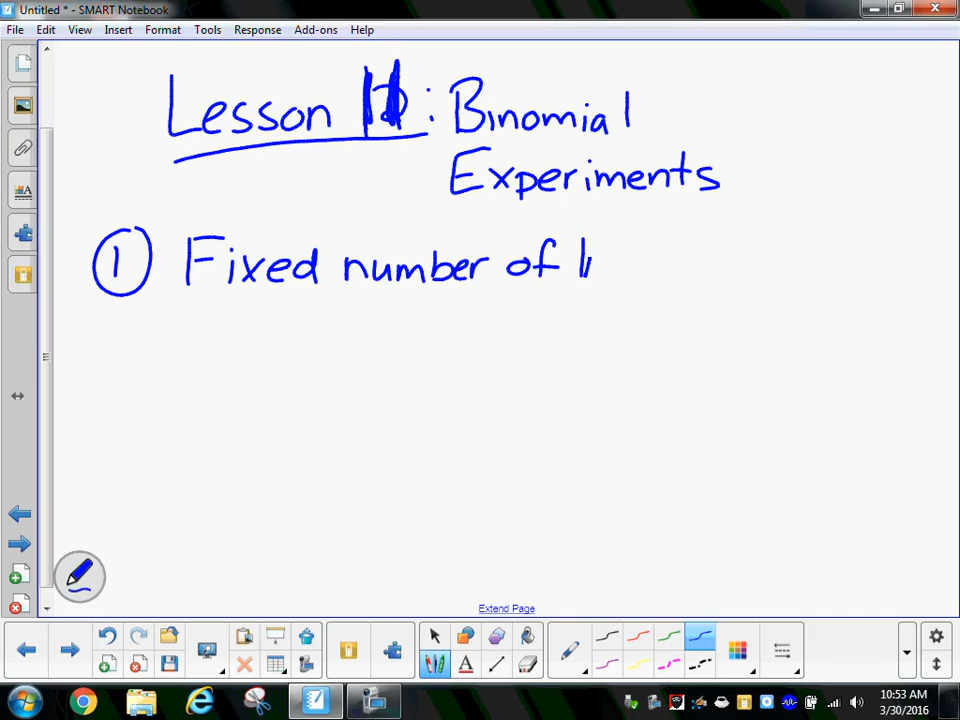 Untitled * - SMART Notebook
File Edit View Insert Format Tools Response Add-ons Help
Lesson : Binomial
Experiments
1 Fixed number of
Extend Page
10:53 AM
3/30/2016